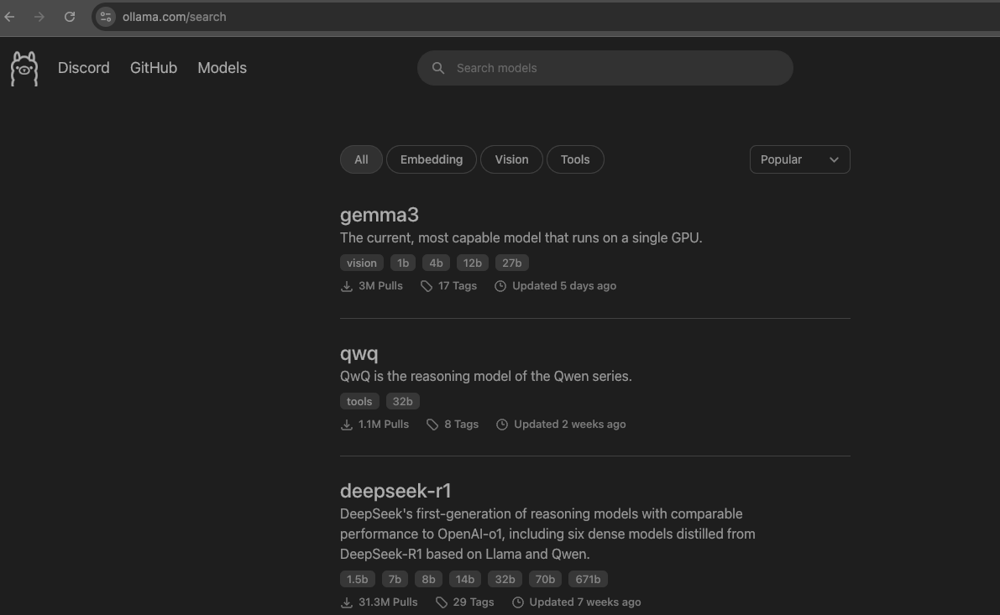 ollama.com/search
Discord GitHub Models Search models
All Embedding Vision Tools Popular
gemma3
The current, most capable model that runs on a single GPU.
vision 1b 4b 12b 27b
3M Pulls 17 Tags Updated 5 days ago
qwq
QwQ is the reasoning model of the Qwen series.
tools 32b
1.1M Pulls 8 Tags Updated 2 weeks ago
deepseek-r1
DeepSeek's first-generation of reasoning models with comparable
performance to OpenAI-o1, including six dense models distilled from
DeepSeek-R1 based on Llama and Qwen.
1.5b 7b 8b 14b 32b 70b 671b
31.3M Pulls 29 Tags Updated 7 weeks ago